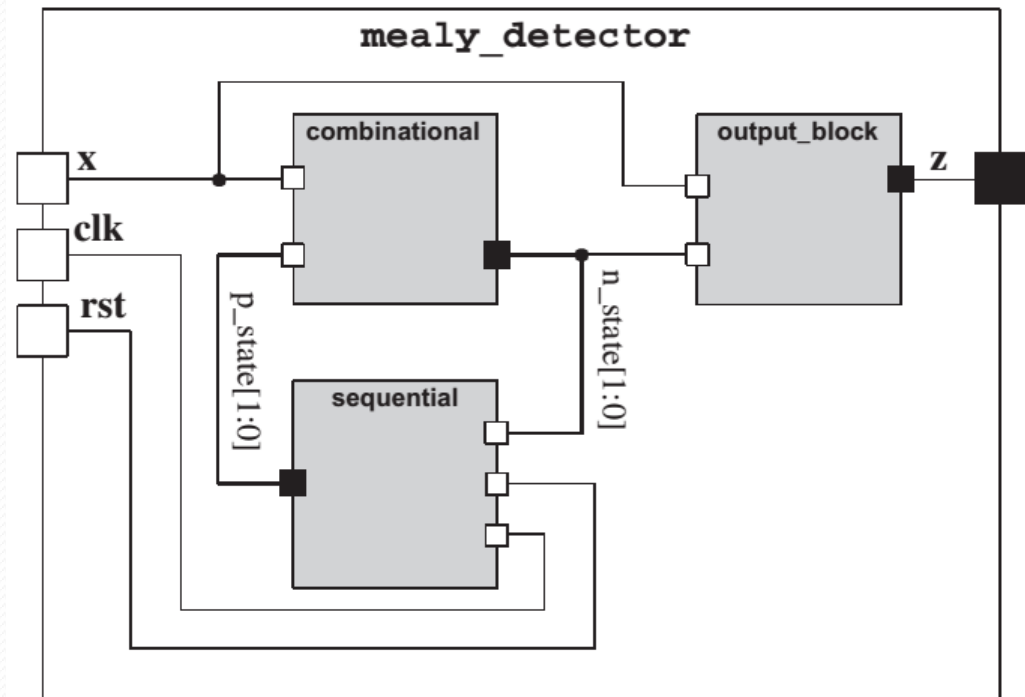 mealy_detector
x
combinational
output_block
z
clk
rst
p_state[1:0]
n_state[1:0]
sequential